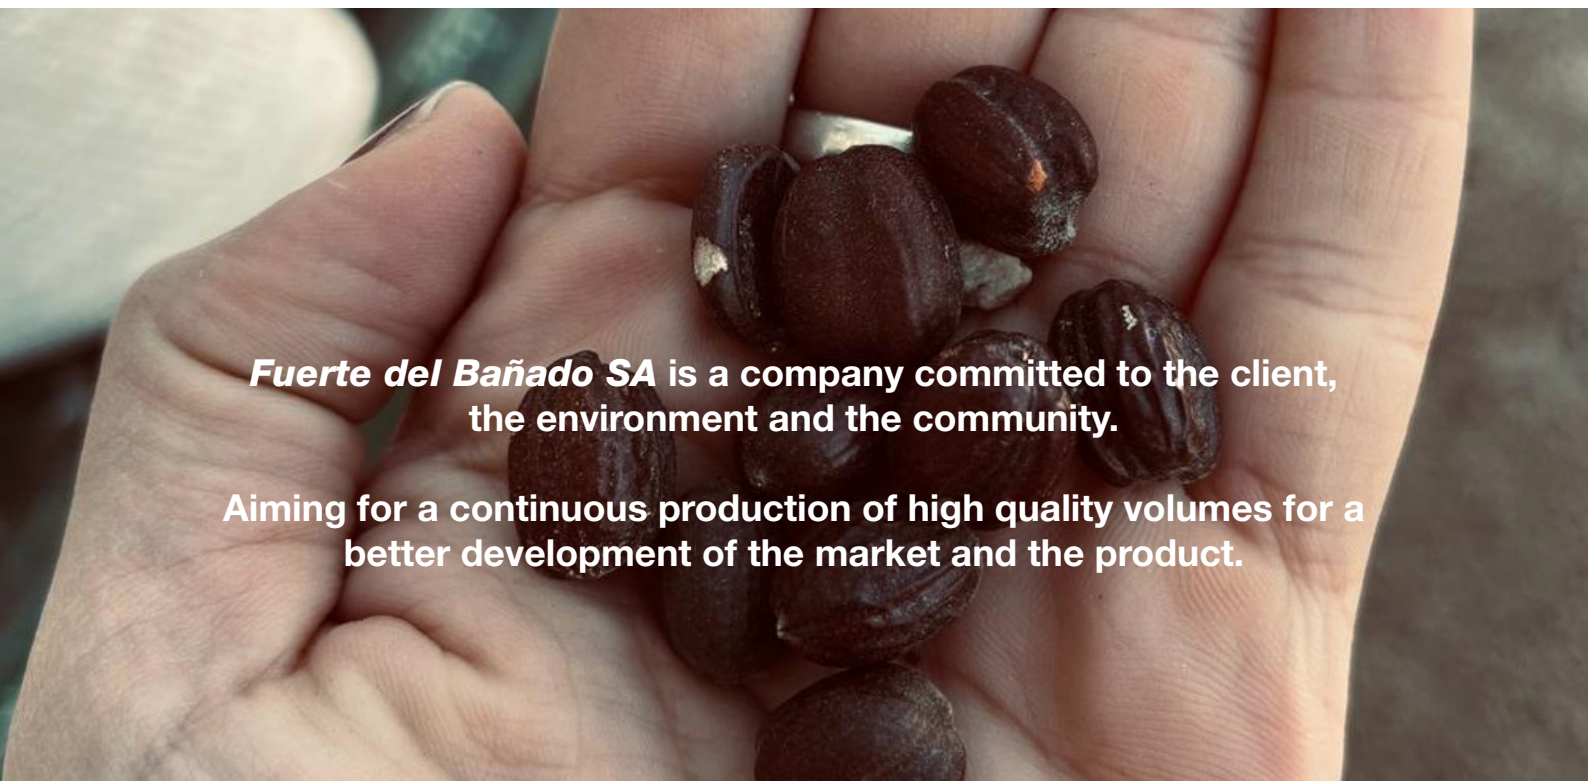 Fuerte del Bañado SA is a company committed to the client,
the environment and the community.
Aiming for a continuous production of high quality volumes for a
better development of the market and the product.